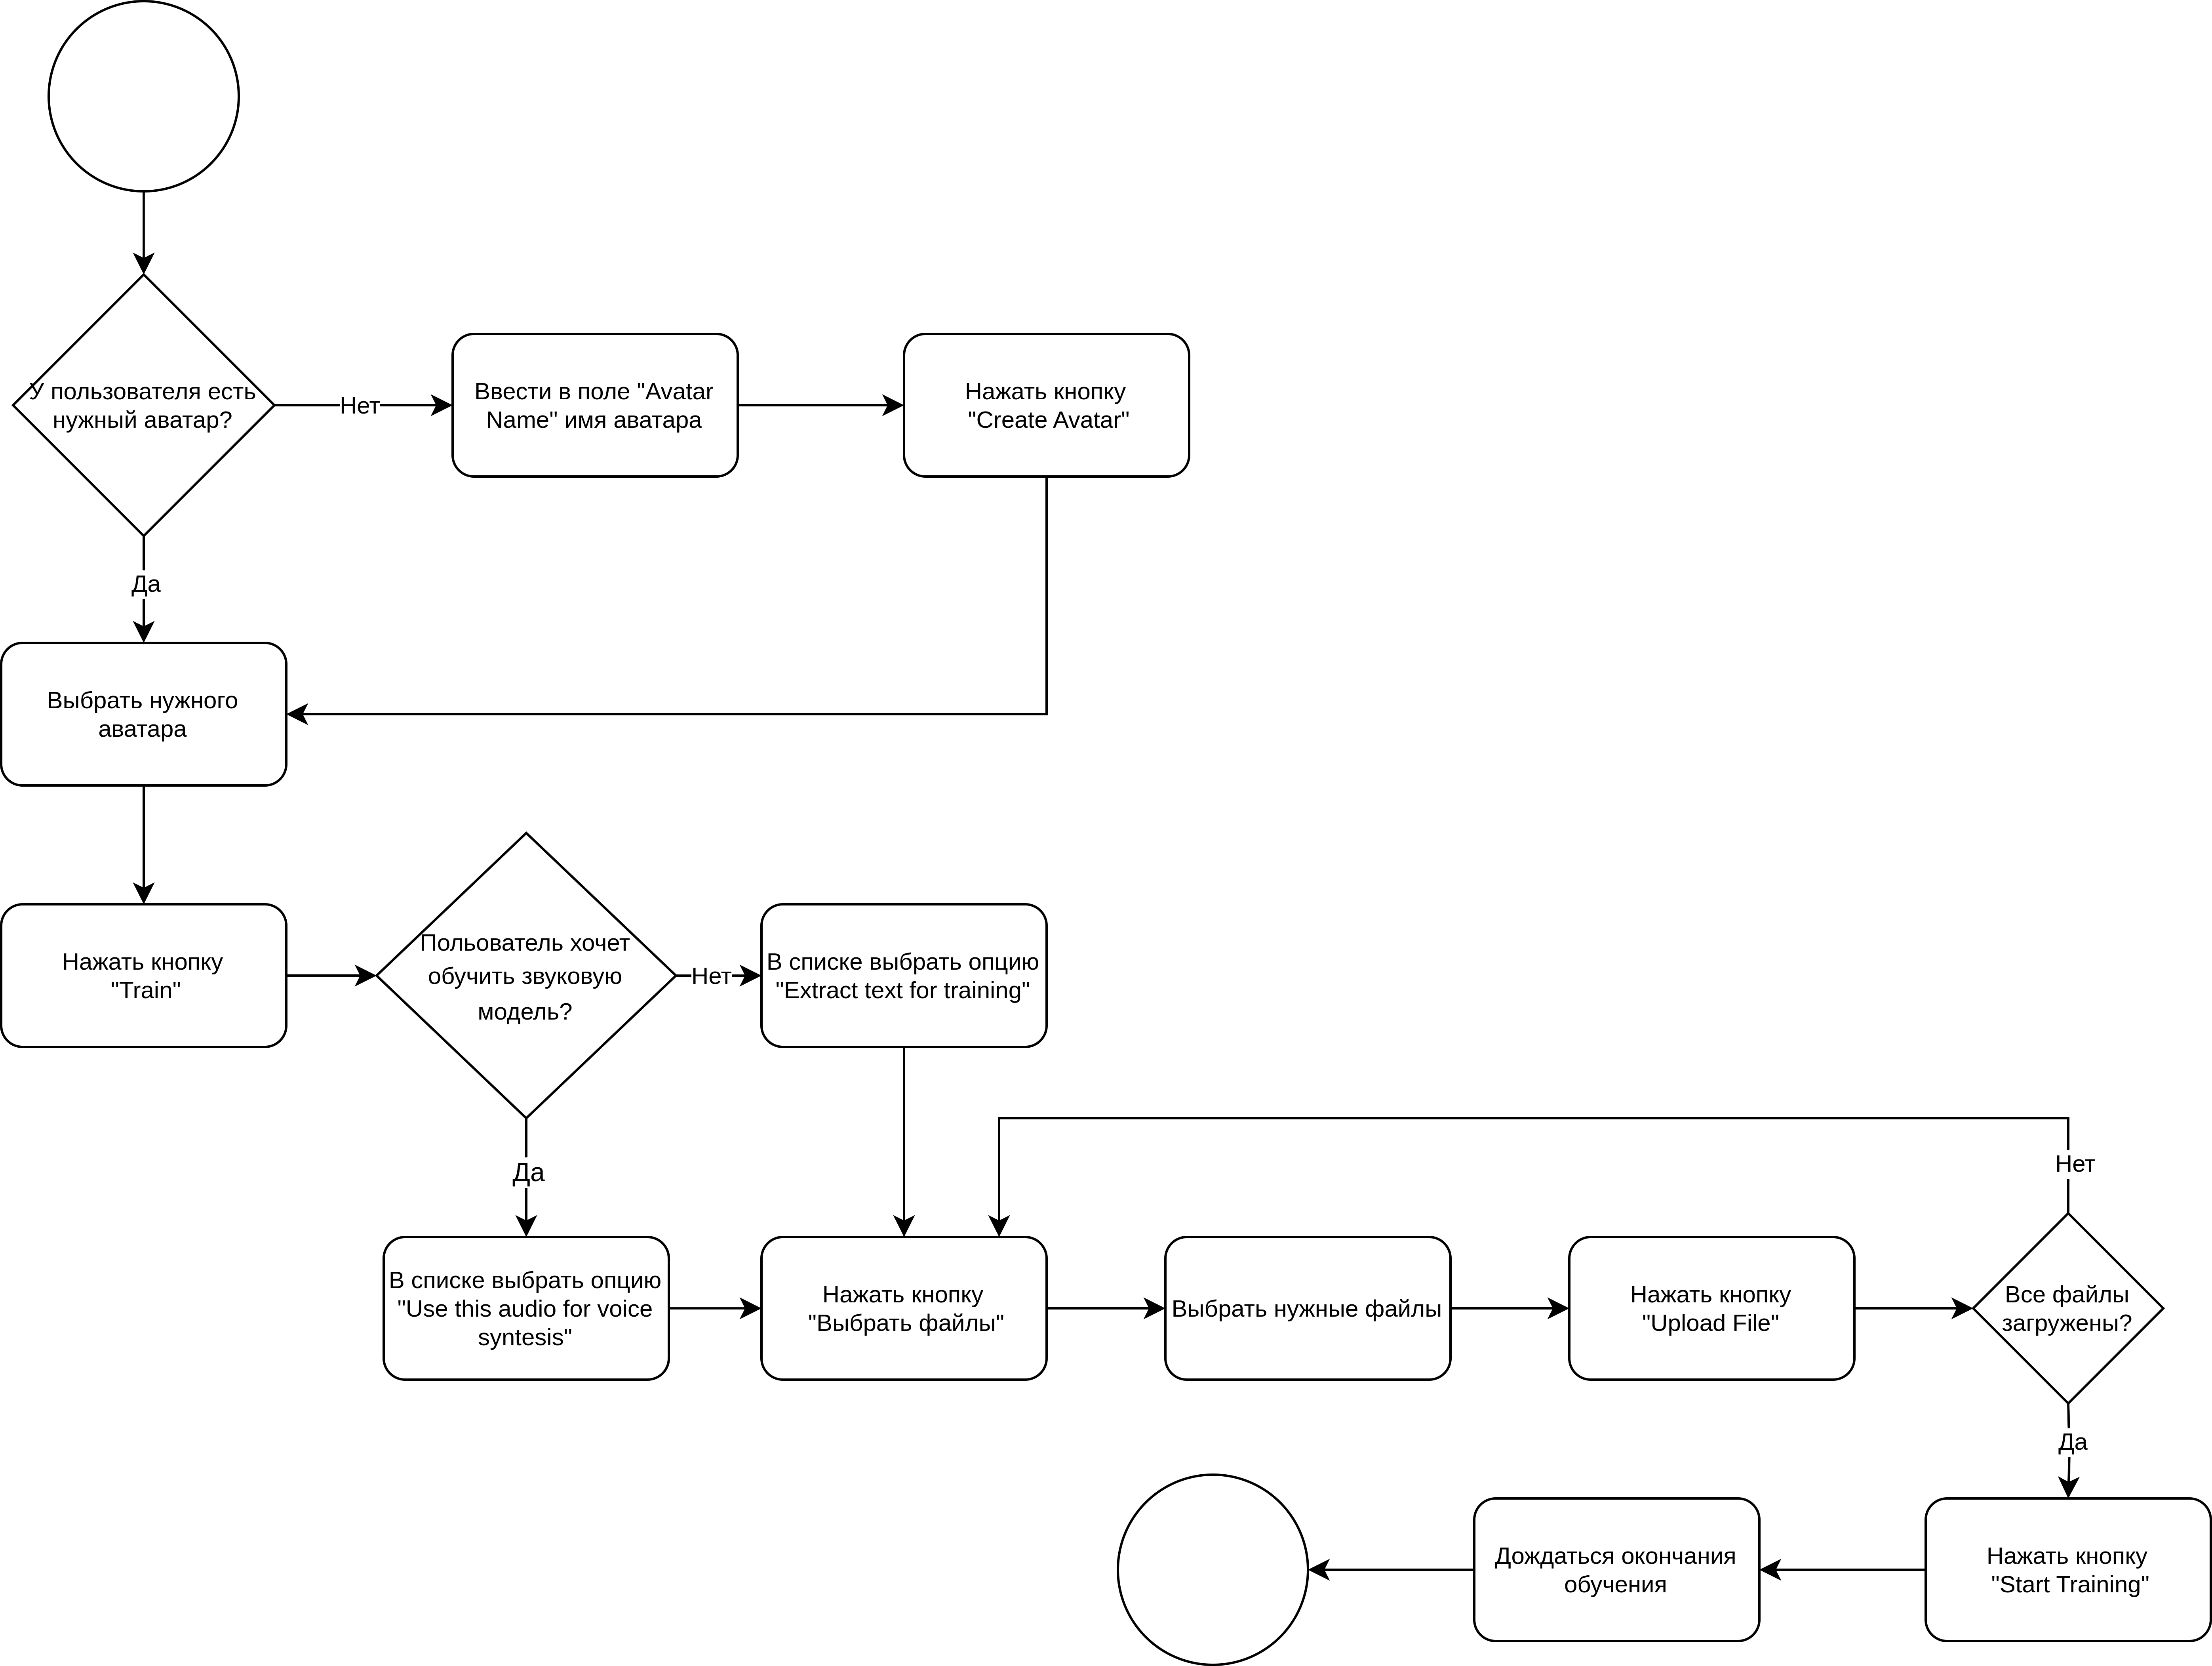 У пользователя есть
нужный аватар?
Нет
Ввести в поле "Avatar
Name" имя аватара
Нажать кнопку
"Create Avatar"
Да
Выбрать нужного
аватара
Нажать кнопку
"Train"
Польователь хочет
обучить звуковую
модель?
Нет
В списке выбрать опцию
"Extract text for training"
Да
Нет
В списке выбрать опцию
"Use this audio for voice
syntesis"
Нажать кнопку
"Выбрать файлы"
Выбрать нужные файлы
Нажать кнопку
"Upload File"
Все файлы
загружены?
Да
Дождаться окончания
обучения
Нажать кнопку
"Start Training"